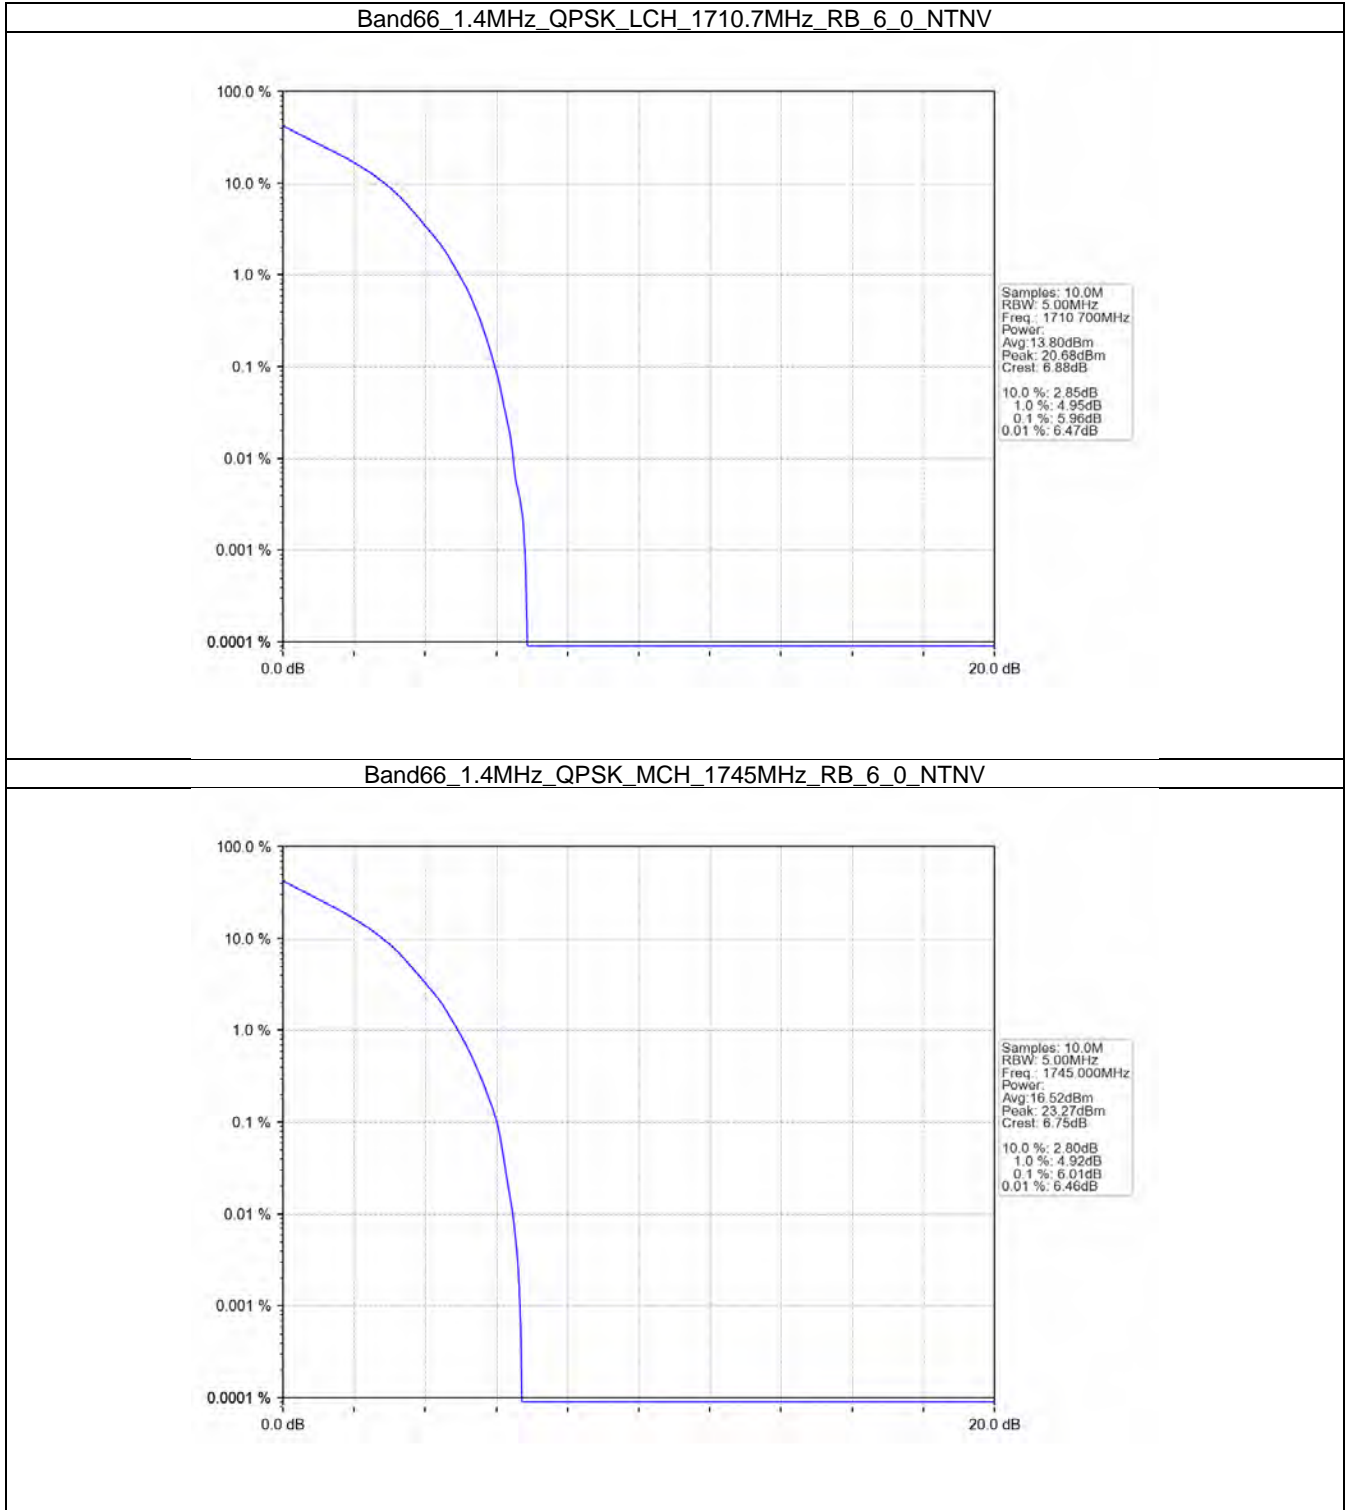 Band66_1.4MHz_QPSK_LCH_1710.7MHz_RB_6_0_NTNV
100.0 %
10.0 %
1.0 %
0.1 %
0.01 %
0.001 %
0.0001 %
0.0 dB
20.0 dB
Samples: 10.0M
RBW: 5.00MHz
Freq.: 1710.700MHz
Power:
Avg:13.80dBm
Peak: 20.68dBm
Crest: 6.88dB
10.0 %: 2.85dB
1.0 %: 4.95dB
0.1 %: 5.96dB
0.01 %: 6.47dB
Band66_1.4MHz_QPSK_MCH_1745MHz_RB_6_0_NTNV
100.0 %
10.0 %
1.0 %
0.1 %
0.01 %
0.001 %
0.0001 %
0.0 dB
20.0 dB
Samples: 10.0M
RBW: 5.00MHz
Freq.: 1745.000MHz
Power:
Avg:16.52dBm
Peak: 23.27dBm
Crest: 6.75dB
10.0 %: 2.80dB
1.0 %: 4.92dB
0.1 %: 6.01dB
0.01 %: 6.46dB